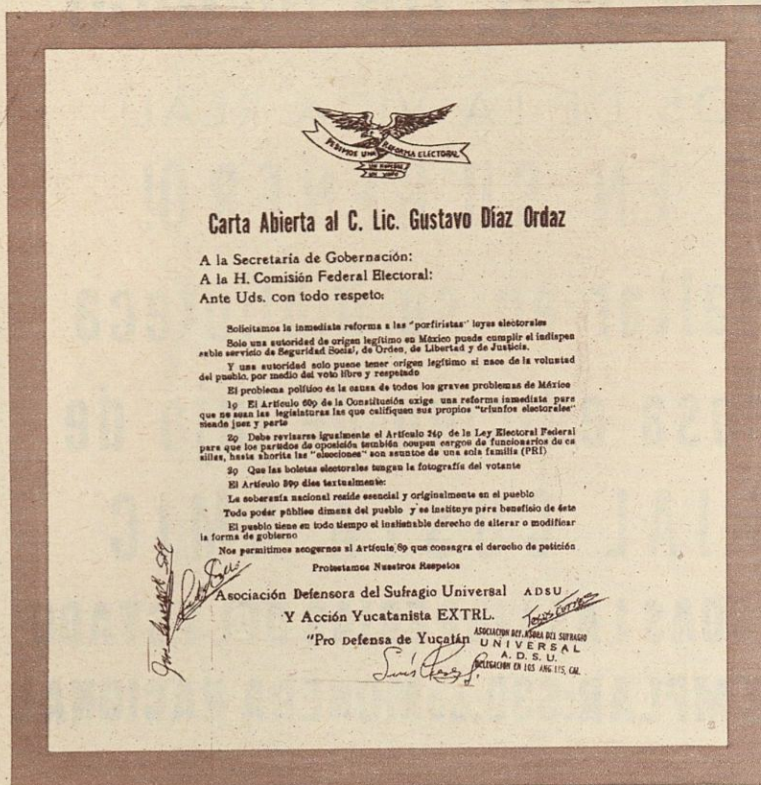 PEDIMOS UNA REFORMA ELECTORAL
UN HOMBRE
UN VOTO
Carta Abierta al C. Lic. Gustavo Díaz Ordaz
A la Secretaría de Gobernación:
A la H. Comisión Federal Electoral:
Ante Uds. con todo respeto:
Solicitamos la inmediata reforma a las "porfiristas" leyes electorales
Solo una autoridad de origen legítimo en México puede cumplir el indispen
sable servicio de Seguridad Social, de Orden, de Libertad y de Justicia.
Y una autoridad solo puede tener origen legítimo si nace de la voluntad
del pueblo, por medio del voto libre y respetado
El problema político és la causa de todos los graves problemas de México
1o El Artículo 60o de la Constitución exige una reforma inmediata para
que no sean las legislaturas las que califiquen sus propios "triunfos electorales"
siendo juez y parte
2o Debe revisarse igualmente el Artículo 24o de la Ley Electoral Federal
para que los partidos de oposición también ocupen cargos de funcionarios de ca
sillas, hasta ahorita las "elecciones" son asuntos de una sola familia (PRI)
3o Que las boletas electorales tengan la fotografía del votante
El Artículo 39o dice textualmente:
La soberanía nacional reside esencial y originalmente en el pueblo
Todo poder público dimana del pueblo y se instituye para beneficio de éste
El pueblo tiene en todo tiempo el inalienable derecho de alterar o modificar
la forma de gobierno
Nos permitimos acogernos al Artículo 8o que consagra el derecho de petición
Protestamos Nuestros Respetos
Asociación Defensora del Sufragio Universal ADSU
Y Acción Yucatanista EXTRL.
"Pro Defensa de Yucatán
ASOCIACION DEFENSORA DEL SUFRAGIO
UNIVERSAL
A. D. S. U.
DELEGACION EN LOS ANGELES, CAL.